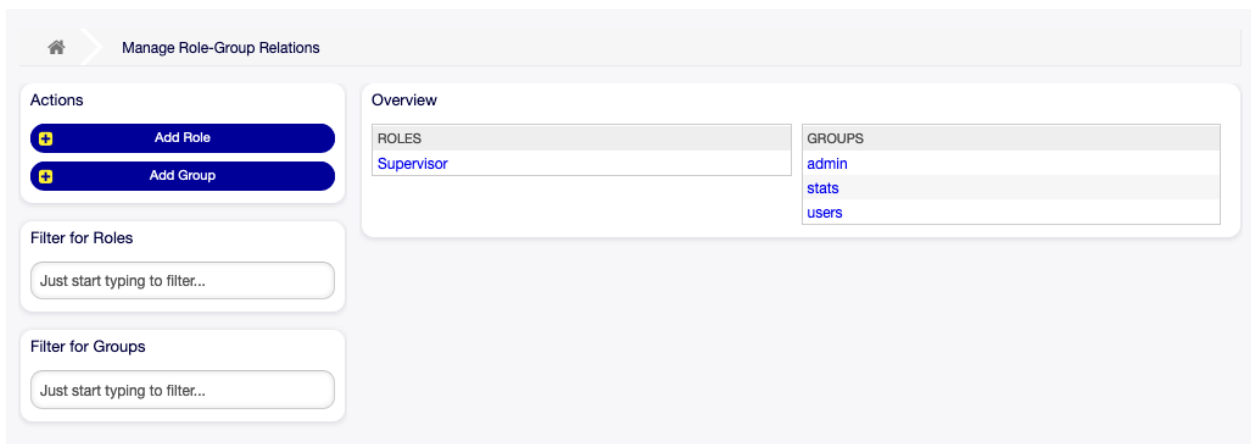 Manage Role-Group Relations
Actions
Add Role
Add Group
Filter for Roles
Just start typing to filter...
Filter for Groups
Just start typing to filter...
Overview
ROLES
Supervisor
GROUPS
admin
stats
users